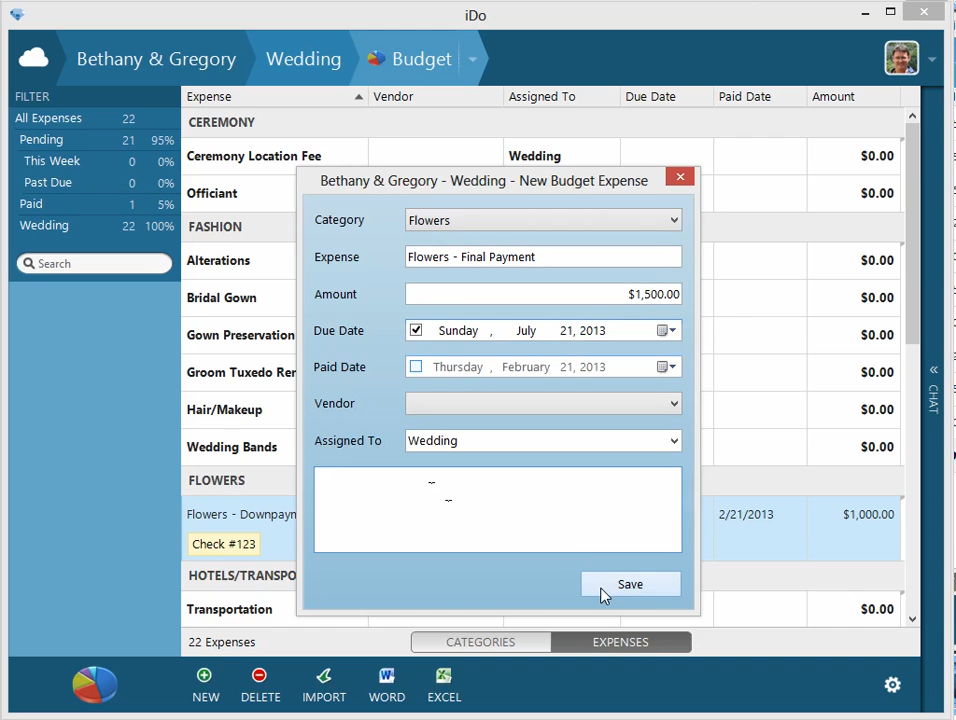 iDo
Bethany & Gregory
Wedding
Budget
FILTER
All Expenses 22
Pending 21 95%
This Week 0 0%
Past Due 0 0%
Paid 1 5%
Wedding 22 100%
Search
Expense Vendor Assigned To Due Date Paid Date Amount
CEREMONY
Ceremony Location Fee Wedding $0.00
Officiant $0.00
FASHION
Alterations $0.00
Bridal Gown $0.00
Gown Preservation $0.00
Groom Tuxedo Ren $0.00
Hair/Makeup $0.00
Wedding Bands $0.00
FLOWERS
Flowers - Downpaym 2/21/2013 $1,000.00
Check #123
HOTELS/TRANSPO
Transportation $0.00
Bethany & Gregory - Wedding - New Budget Expense
Category Flowers
Expense Flowers - Final Payment
Amount $1,500.00
Due Date Sunday , July 21, 2013
Paid Date Thursday , February 21, 2013
Vendor
Assigned To Wedding
Save
22 Expenses
CATEGORIES
EXPENSES
« CHAT
NEW
DELETE
IMPORT
WORD
EXCEL